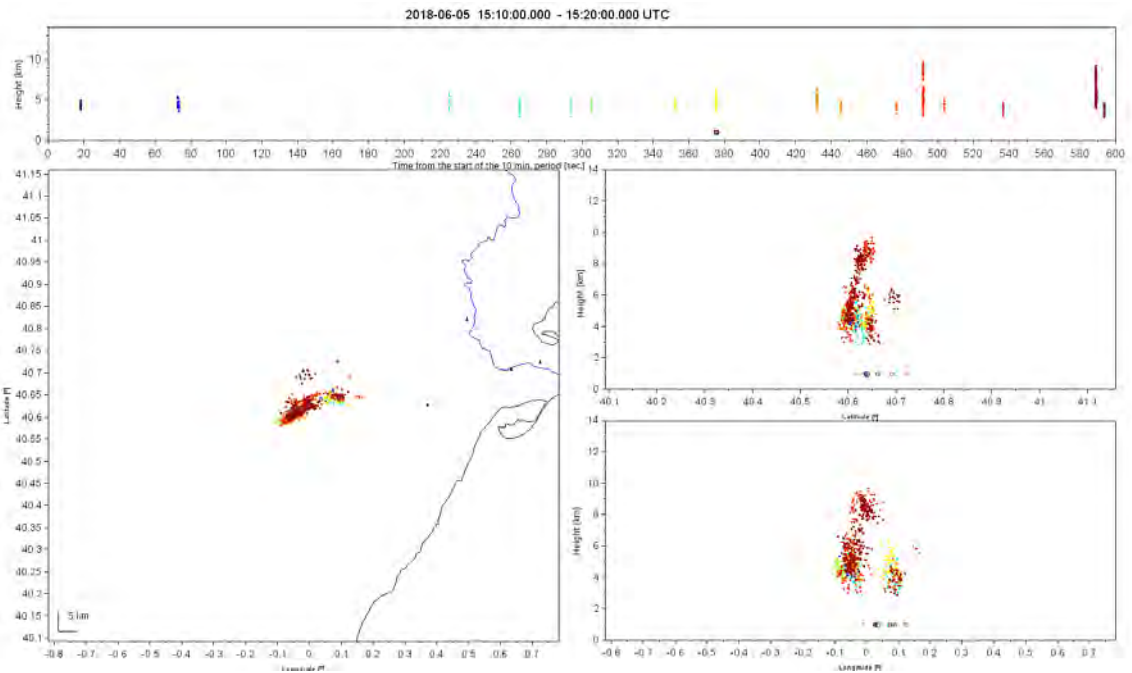 2018-06-05 15:10:00.000 - 15:20:00.000 UTC
Height [km]
10
5
0
0 20 40 60 80 100 120 140 160 180 200 220 240 260 280 300 320 340 360 380 400 420 440 460 480 500 520 540 560 580 600
Time from the start of the 10 min. period [sec.]
41.15
41.1
41.05
41
40.95
40.9
40.85
40.8
40.75
40.7
40.65
40.6
40.55
40.5
40.45
40.4
40.35
40.3
40.25
40.2
40.15
40.1
5 km
-0.8 -0.7 -0.6 -0.5 -0.4 -0.3 -0.2 -0.1 0 0.1 0.2 0.3 0.4 0.5 0.6 0.7
Longitude [°]
Latitude [°]
14
12
10
8
6
4
2
0
Height [km]
40.1 40.2 40.3 40.4 40.5 40.6 40.7 40.8 40.9 41 41.1
Latitude [°]
14
12
10
8
6
4
2
0
Height [km]
-0.8 -0.7 -0.6 -0.5 -0.4 -0.3 -0.2 -0.1 0 0.1 0.2 0.3 0.4 0.5 0.6 0.7
Longitude [°]